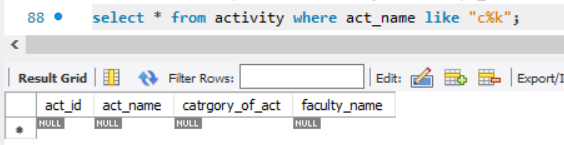 88 select * from activity where act_name like "c%k";
Result Grid Filter Rows: Edit: Export/I
act_id act_name catrgory_of_act faculty_name
NULL NULL NULL NULL